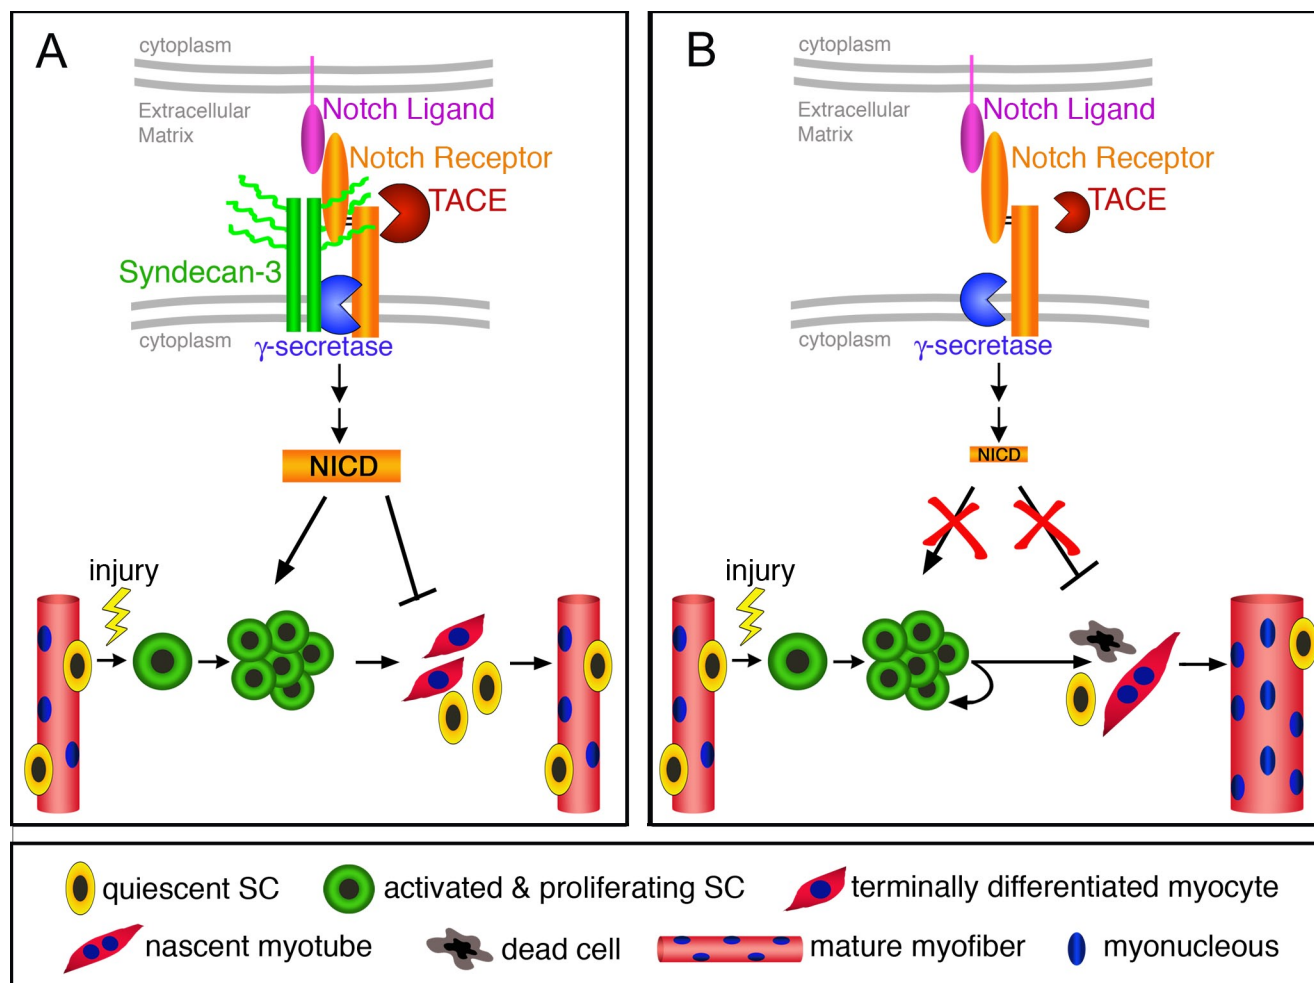 A
cytoplasm
Extracellular
Matrix
Notch Ligand
Notch Receptor
TACE
Syndecan-3
cytoplasm
γ-secretase
NICD
injury
B
cytoplasm
Extracellular
Matrix
Notch Ligand
Notch Receptor
TACE
cytoplasm
γ-secretase
NICD
injury
quiescent SC
activated & proliferating SC
terminally differentiated myocyte
nascent myotube
dead cell
mature myofiber
myonucleous